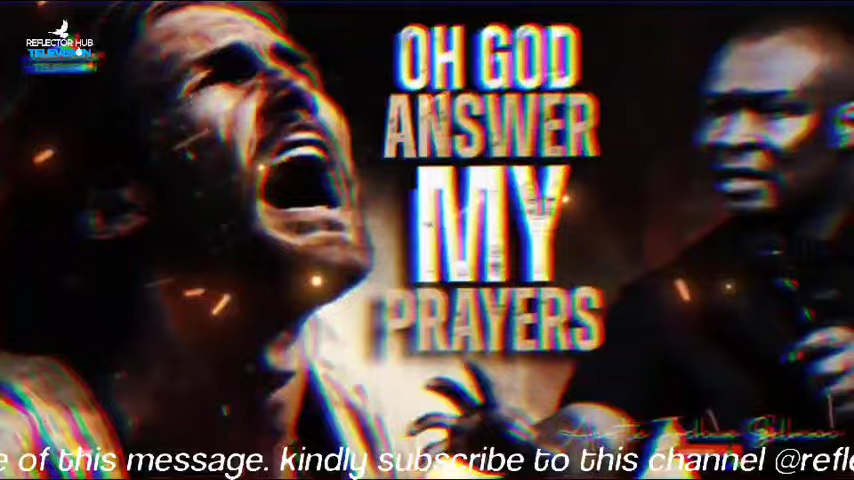 REFLECTOR HUB
TELEVISION
OH GOD
ANSWER
MY
PRAYERS
e of this message. kindly subscribe to this channel @refle